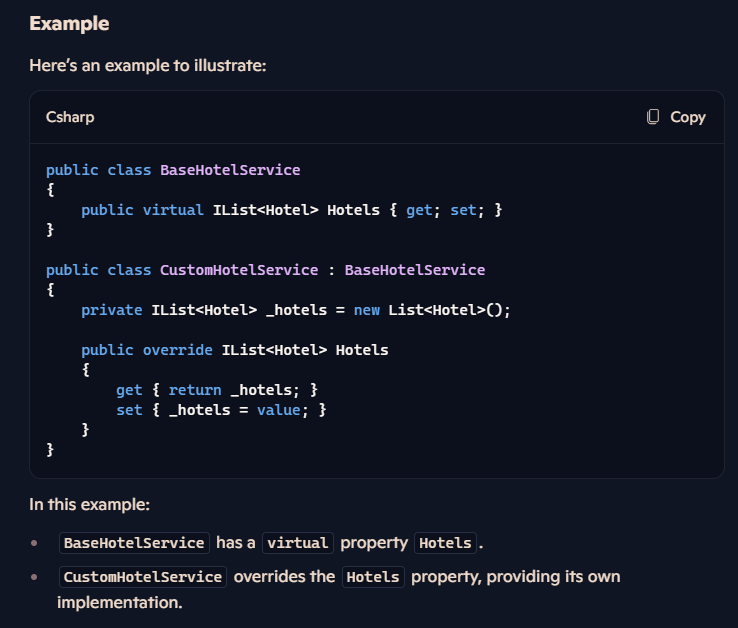 Example
Here's an example to illustrate:
Csharp
Copy
public class BaseHotelService
{
    public virtual IList<Hotel> Hotels { get; set; }
}
public class CustomHotelService : BaseHotelService
{
    private IList<Hotel> _hotels = new List<Hotel>();
    public override IList<Hotel> Hotels
    {
        get { return _hotels; }
        set { _hotels = value; }
    }
}
In this example:
• BaseHotelService has a virtual property Hotels .
• CustomHotelService overrides the Hotels property, providing its own
implementation.